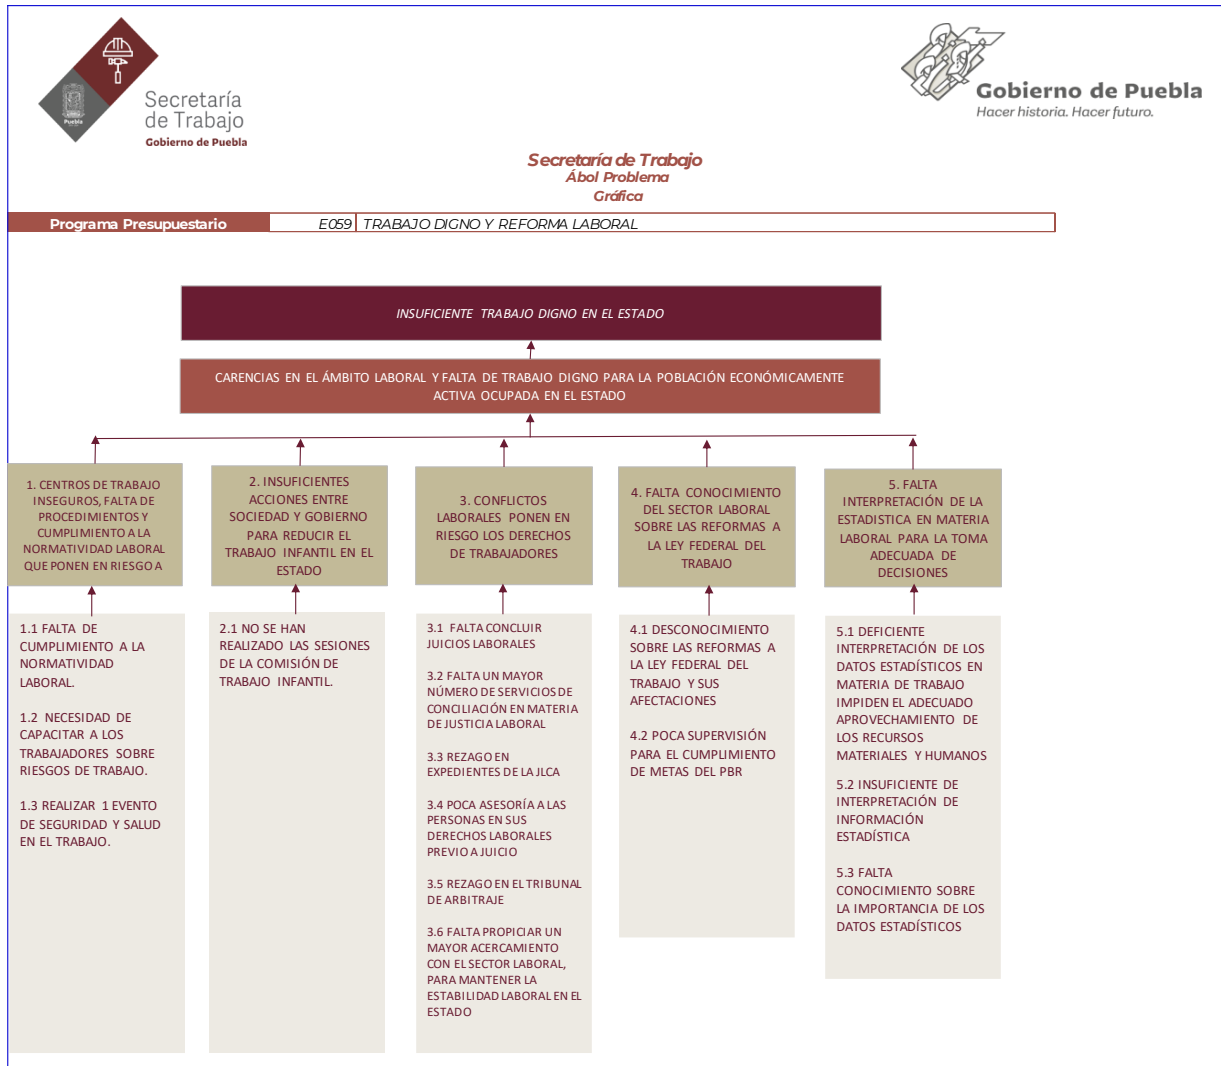 Secretaría
de Trabajo
Gobierno de Puebla
Puebla
Gobierno de Puebla
Hacer historia. Hacer futuro.
Secretaría de Trabajo
Ábol Problema
Gráfica
Programa Presupuestario E059 TRABAJO DIGNO Y REFORMA LABORAL
INSUFICIENTE TRABAJO DIGNO EN EL ESTADO
CARENCIAS EN EL ÁMBITO LABORAL Y FALTA DE TRABAJO DIGNO PARA LA POBLACIÓN ECONÓMICAMENTE
ACTIVA OCUPADA EN EL ESTADO
1. CENTROS DE TRABAJO
INSEGUROS, FALTA DE
PROCEDIMIENTOS Y
CUMPLIMIENTO A LA
NORMATIVIDAD LABORAL
QUE PONEN EN RIESGO A
2. INSUFICIENTES
ACCIONES ENTRE
SOCIEDAD Y GOBIERNO
PARA REDUCIR EL
TRABAJO INFANTIL EN EL
ESTADO
3. CONFLICTOS
LABORALES PONEN EN
RIESGO LOS DERECHOS
DE TRABAJADORES
4. FALTA CONOCIMIENTO
DEL SECTOR LABORAL
SOBRE LAS REFORMAS A
LA LEY FEDERAL DEL
TRABAJO
5. FALTA
INTERPRETACIÓN DE LA
ESTADISTICA EN MATERIA
LABORAL PARA LA TOMA
ADECUADA DE
DECISIONES
1.1 FALTA DE
CUMPLIMIENTO A LA
NORMATIVIDAD
LABORAL.
1.2 NECESIDAD DE
CAPACITAR A LOS
TRABAJADORES SOBRE
RIESGOS DE TRABAJO.
1.3 REALIZAR 1 EVENTO
DE SEGURIDAD Y SALUD
EN EL TRABAJO.
2.1 NO SE HAN
REALIZADO LAS SESIONES
DE LA COMISIÓN DE
TRABAJO INFANTIL.
3.1 FALTA CONCLUIR
JUICIOS LABORALES
3.2 FALTA UN MAYOR
NÚMERO DE SERVICIOS DE
CONCILIACIÓN EN MATERIA
DE JUSTICIA LABORAL
3.3 REZAGO EN
EXPEDIENTES DE LA JLCA
3.4 POCA ASESORÍA A LAS
PERSONAS EN SUS
DERECHOS LABORALES
PREVIO A JUICIO
3.5 REZAGO EN EL TRIBUNAL
DE ARBITRAJE
3.6 FALTA PROPICIAR UN
MAYOR ACERCAMIENTO
CON EL SECTOR LABORAL,
PARA MANTENER LA
ESTABILIDAD LABORAL EN EL
ESTADO
4.1 DESCONOCIMIENTO
SOBRE LAS REFORMAS A
LA LEY FEDERAL DEL
TRABAJO Y SUS
AFECTACIONES
4.2 POCA SUPERVISIÓN
PARA EL CUMPLIMIENTO
DE METAS DEL PBR
5.1 DEFICIENTE
INTERPRETACIÓN DE LOS
DATOS ESTADÍSTICOS EN
MATERIA DE TRABAJO
IMPIDEN EL ADECUADO
APROVECHAMIENTO DE
LOS RECURSOS
MATERIALES Y HUMANOS
5.2 INSUFICIENTE DE
INTERPRETACIÓN DE
INFORMACIÓN
ESTADÍSTICA
5.3 FALTA
CONOCIMIENTO SOBRE
LA IMPORTANCIA DE LOS
DATOS ESTADÍSTICOS